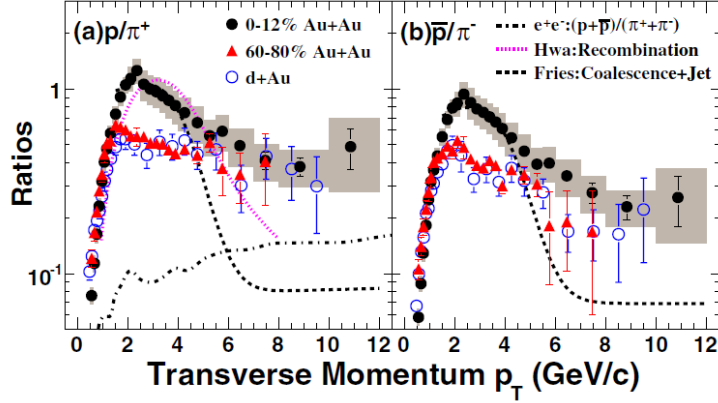 (a)p/π⁺
0-12% Au+Au
60-80% Au+Au
d+Au
(b)p̅/π⁻
e⁺e⁻:(p+p̅)/(π⁺+π⁻)
Hwa:Recombination
Fries:Coalescence+Jet
Ratios
1
10⁻¹
0 2 4 6 8 10 12
0 2 4 6 8 10 12
Transverse Momentum p_T (GeV/c)